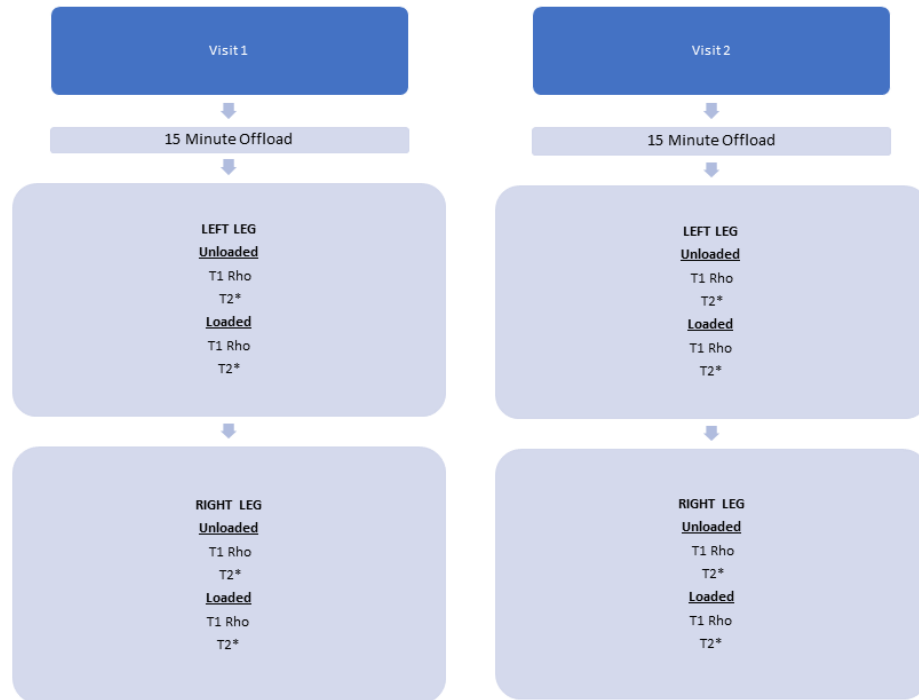 Visit 1
15 Minute Offload
LEFT LEG
Unloaded
T1 Rho
T2*
Loaded
T1 Rho
T2*
RIGHT LEG
Unloaded
T1 Rho
T2*
Loaded
T1 Rho
T2*
Visit 2
15 Minute Offload
LEFT LEG
Unloaded
T1 Rho
T2*
Loaded
T1 Rho
T2*
RIGHT LEG
Unloaded
T1 Rho
T2*
Loaded
T1 Rho
T2*